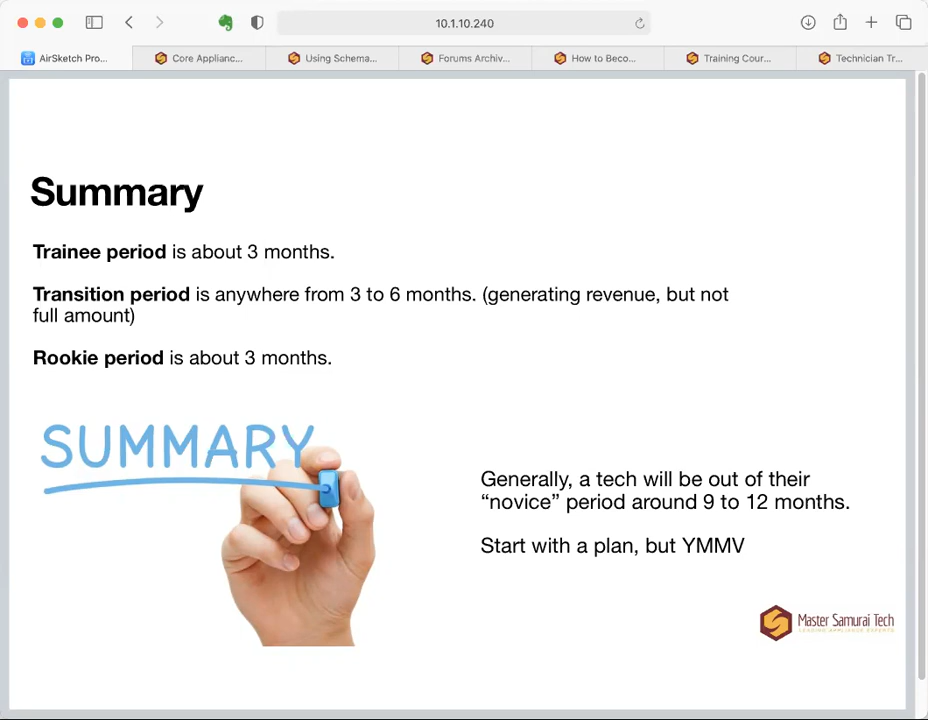 10.1.10.240
AirSketch Pro...
Core Applianc...
Using Schema...
Forums Archiv...
How to Beco...
Training Cour...
Technician Tr...
Summary
Trainee period is about 3 months.
Transition period is anywhere from 3 to 6 months. (generating revenue, but not
full amount)
Rookie period is about 3 months.
SUMMARY
Generally, a tech will be out of their
“novice” period around 9 to 12 months.
Start with a plan, but YMMV
Master Samurai Tech
LEADING APPLIANCE EXPERTS